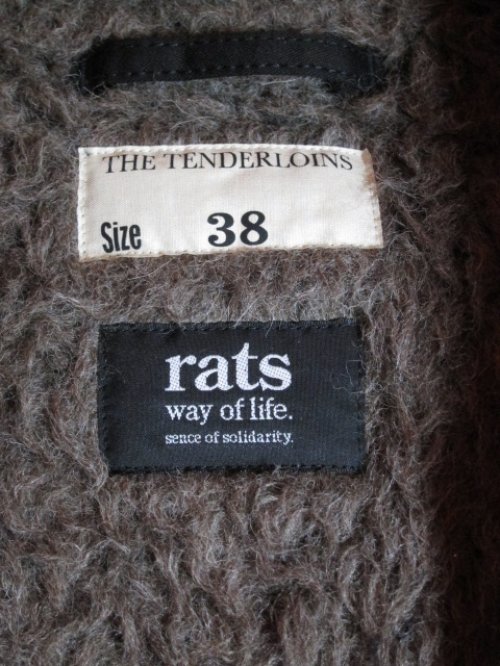 THE TENDERLOINS
Size 38
rats
way of life.
sence of solidarity.